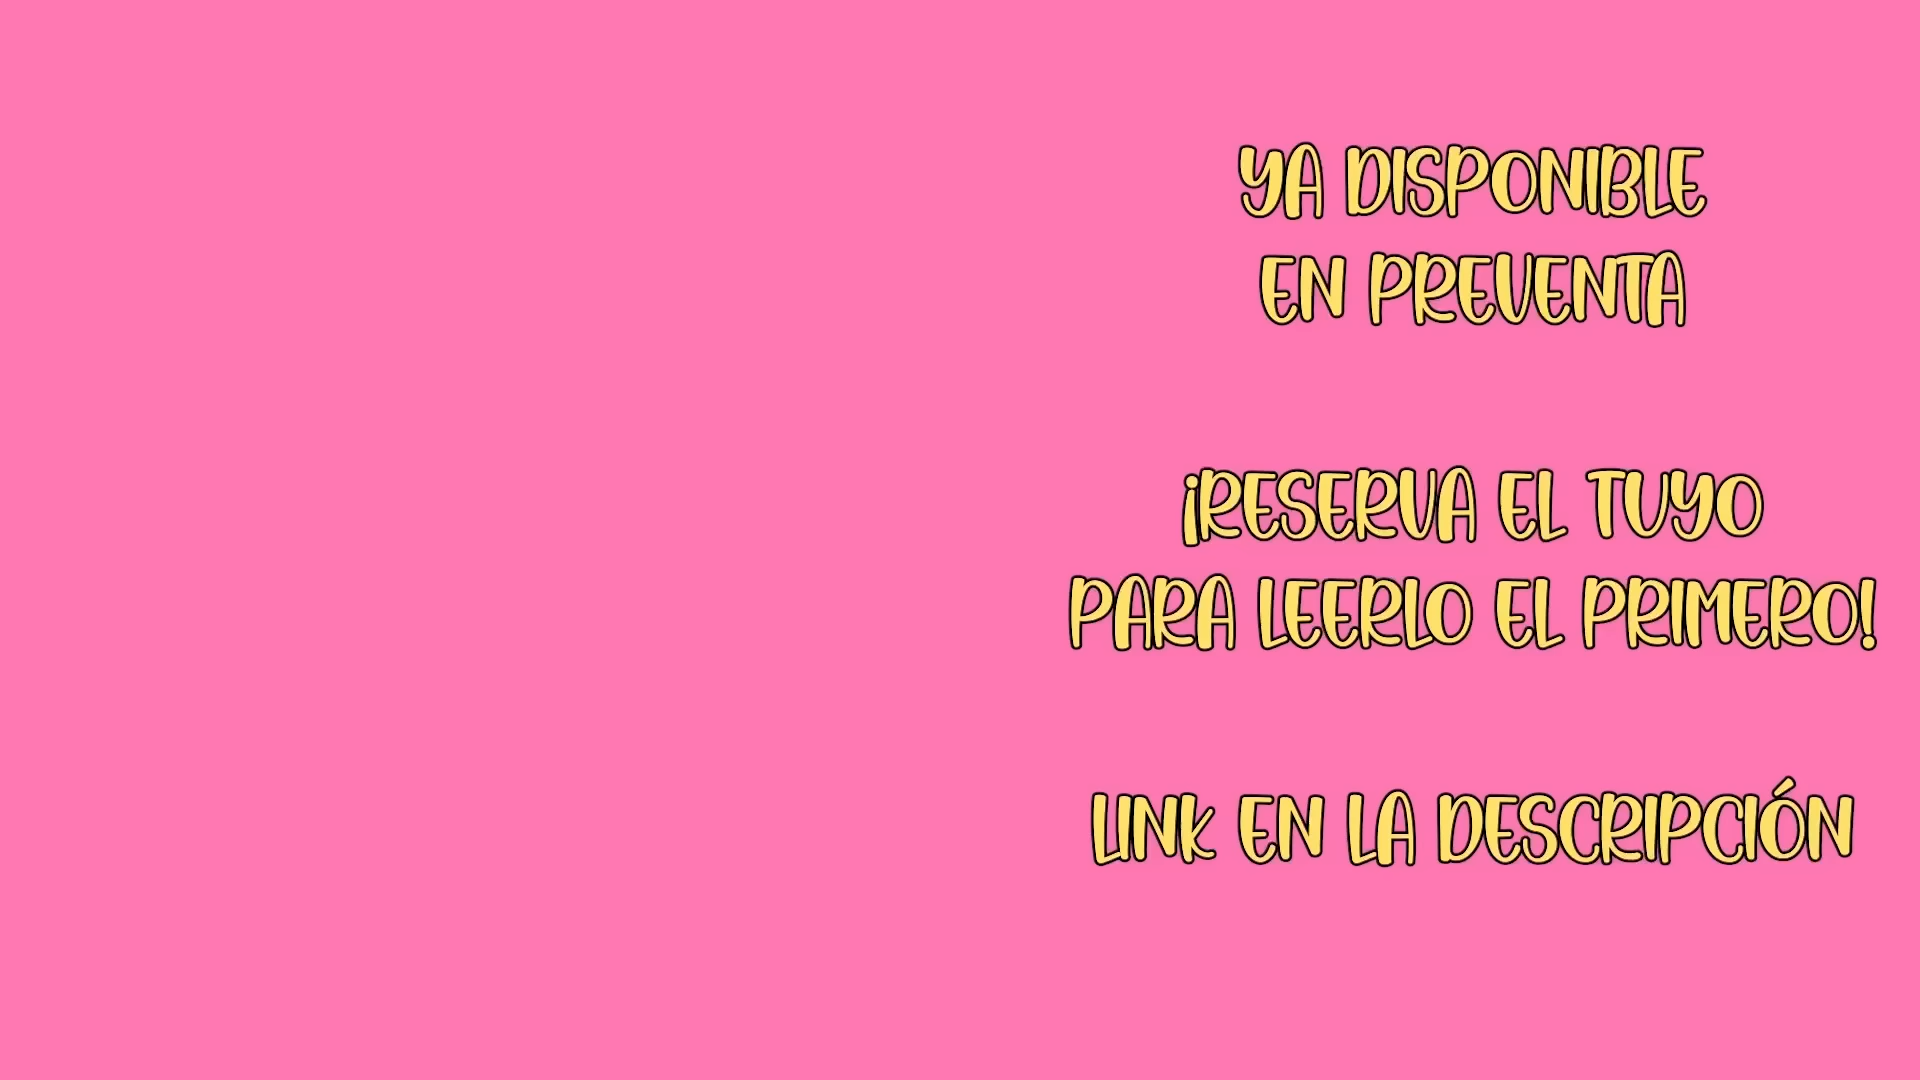 YA DISPONIBLE
EN PREVENTA
¡RESERVA EL TUYO
PARA LEERLO EL PRIMERO!
LINK EN LA DESCRIPCIÓN